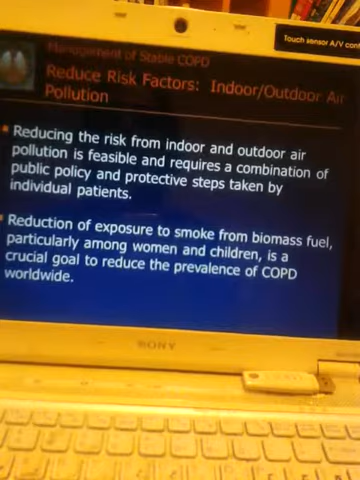 Touch sensor A/V cont
Management of Stable COPD
Reduce Risk Factors: Indoor/Outdoor Air
Pollution
Reducing the risk from indoor and outdoor air
pollution is feasible and requires a combination of
public policy and protective steps taken by
individual patients.
Reduction of exposure to smoke from biomass fuel,
particularly among women and children, is a
crucial goal to reduce the prevalence of COPD
worldwide.
SONY